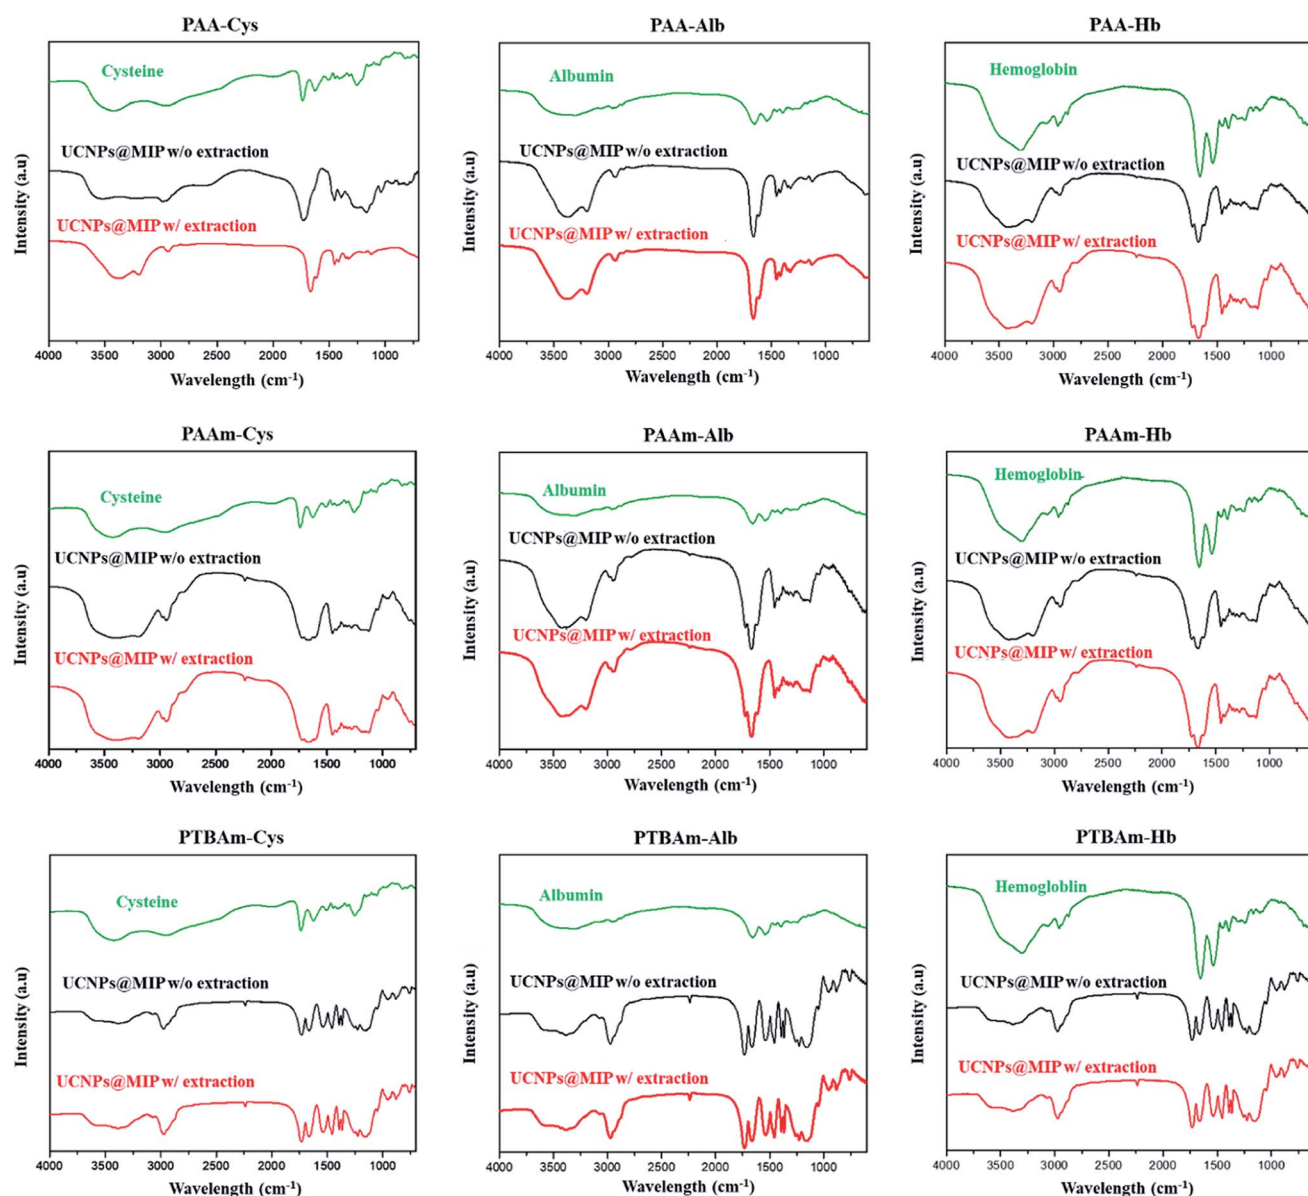 PAA-Cys
Intensity (a.u)
Cysteine
UCNPs@MIP w/o extraction
UCNPs@MIP w/ extraction
4000 3500 3000 2500 2000 1500 1000
Wavelength (cm-1)
PAA-Alb
Intensity (a.u)
Albumin
UCNPs@MIP w/o extraction
UCNPs@MIP w/ extraction
4000 3500 3000 2500 2000 1500 1000
Wavelength (cm-1)
PAA-Hb
Intensity (a.u)
Hemoglobin
UCNPs@MIP w/o extraction
UCNPs@MIP w/ extraction
4000 3500 3000 2500 2000 1500 1000
Wavelength (cm-1)
PAAm-Cys
Intensity (a.u)
Cysteine
UCNPs@MIP w/o extraction
UCNPs@MIP w/ extraction
4000 3500 3000 2500 2000 1500 1000
Wavelength (cm-1)
PAAm-Alb
Intensity (a.u)
Albumin
UCNPs@MIP w/o extraction
UCNPs@MIP w/ extraction
4000 3500 3000 2500 2000 1500 1000
Wavelength (cm-1)
PAAm-Hb
Intensity (a.u)
Hemoglobin
UCNPs@MIP w/o extraction
UCNPs@MIP w/ extraction
4000 3500 3000 2500 2000 1500 1000
Wavelength (cm-1)
PTBAm-Cys
Intensity (a.u)
Cysteine
UCNPs@MIP w/o extraction
UCNPs@MIP w/ extraction
4000 3500 3000 2500 2000 1500 1000
Wavelength (cm-1)
PTBAm-Alb
Intensity (a.u)
Albumin
UCNPs@MIP w/o extraction
UCNPs@MIP w/ extraction
4000 3500 3000 2500 2000 1500 1000
Wavelength (cm-1)
PTBAm-Hb
Intensity (a.u)
Hemogloblin
UCNPs@MIP w/o extraction
UCNPs@MIP w/ extraction
4000 3500 3000 2500 2000 1500 1000
Wavelength (cm-1)